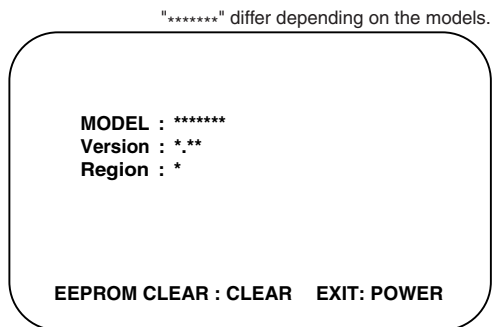 "*******" differ depending on the models.
MODEL : *******
Version : *.**
Region : *
EEPROM CLEAR : CLEAR EXIT: POWER